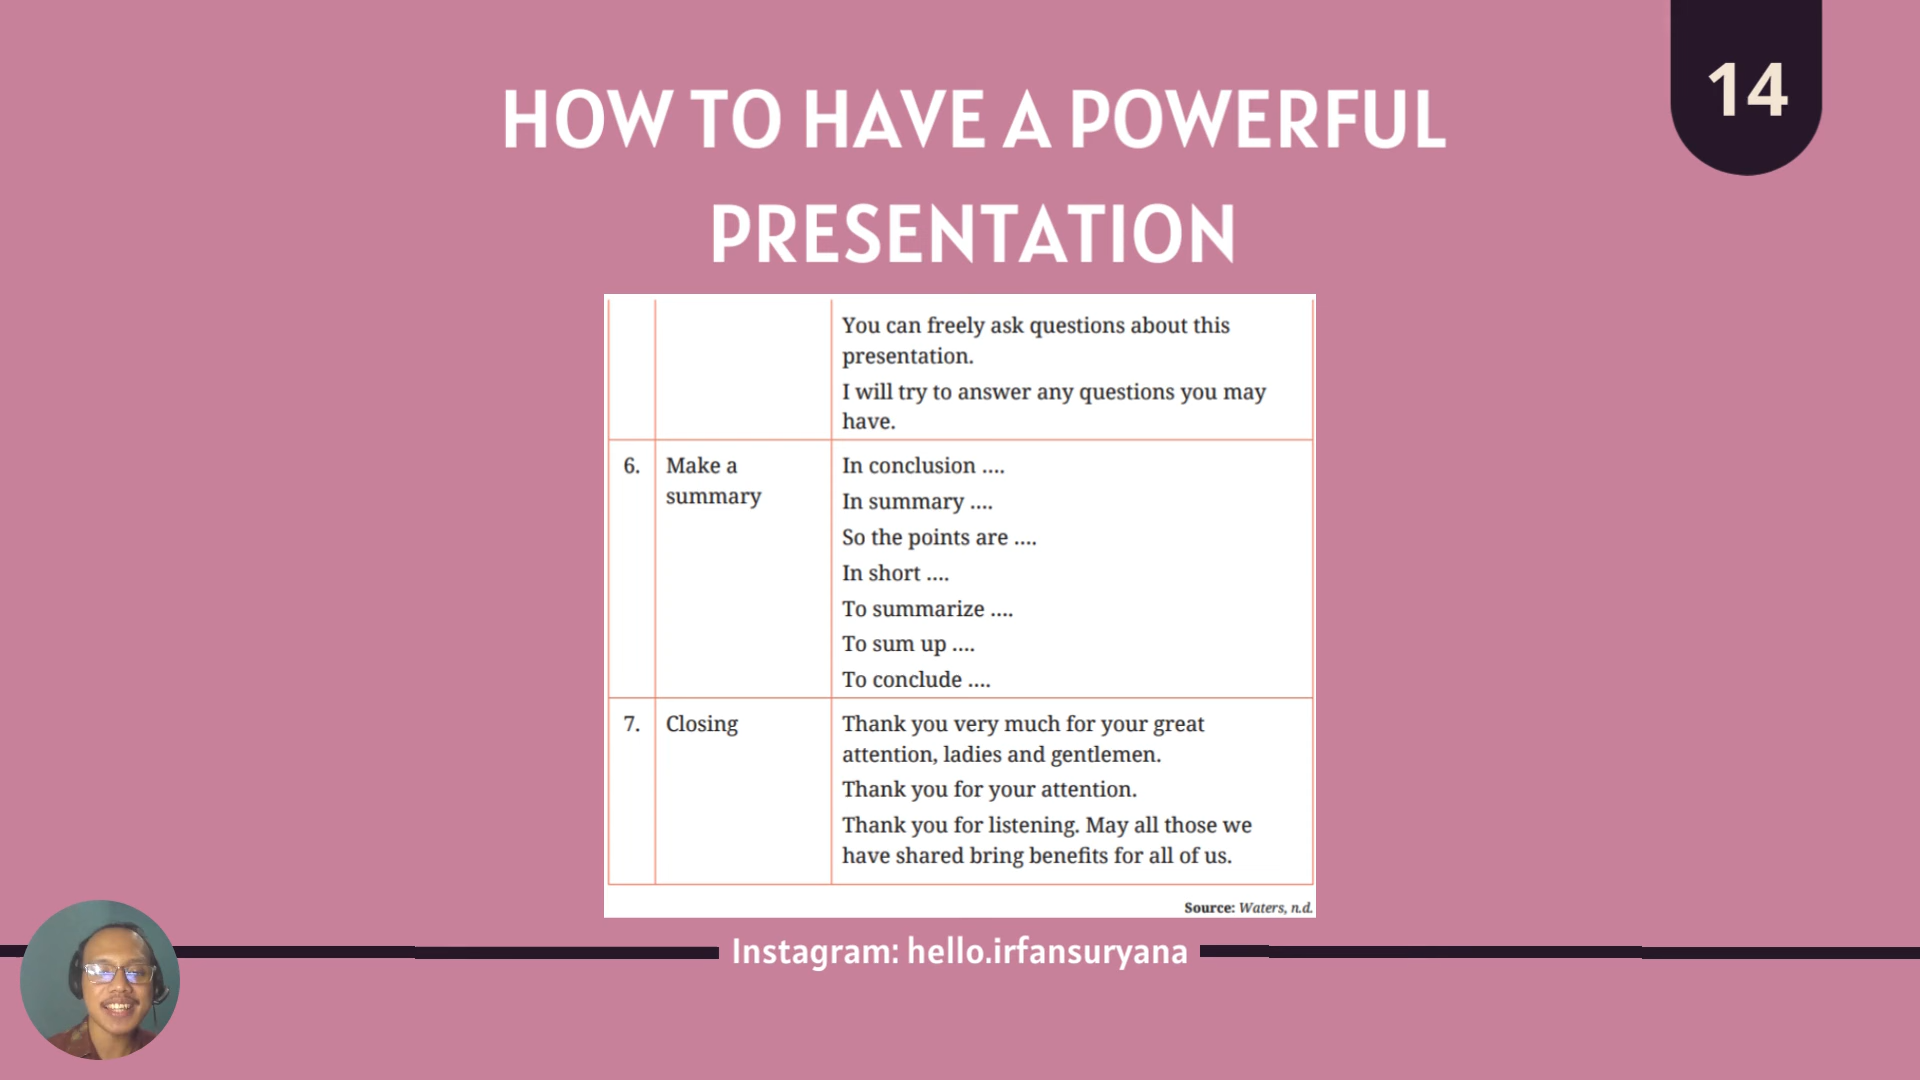 14
HOW TO HAVE A POWERFUL
PRESENTATION
You can freely ask questions about this
presentation.
I will try to answer any questions you may
have.
6. Make a
summary
In conclusion ....
In summary ....
So the points are ....
In short ....
To summarize ....
To sum up ....
To conclude ....
7. Closing
Thank you very much for your great
attention, ladies and gentlemen.
Thank you for your attention.
Thank you for listening. May all those we
have shared bring benefits for all of us.
Source: Waters, n.d.
Instagram: hello.irfansuryana